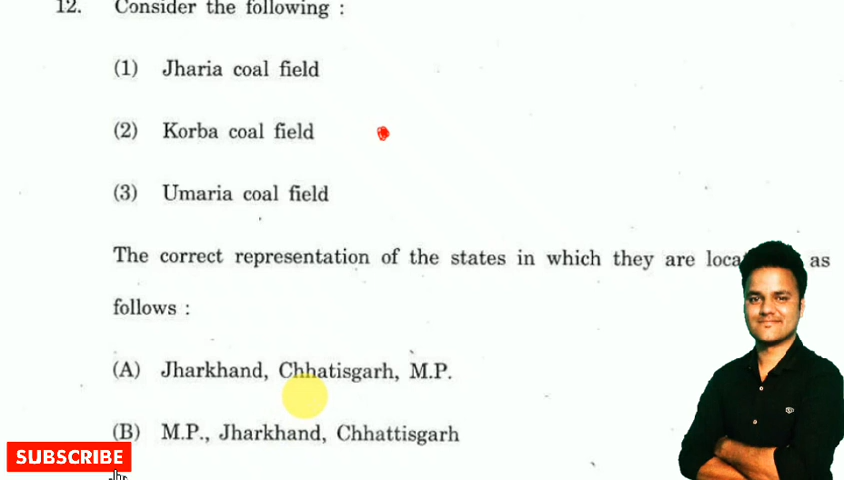 12. Consider the following :
(1) Jharia coal field
(2) Korba coal field
(3) Umaria coal field
The correct representation of the states in which they are as
follows :
(A) Jharkhand, Chhatisgarh, M.P.
(B) M.P., Jharkhand, Chhattisgarh
SUBSCRIBE